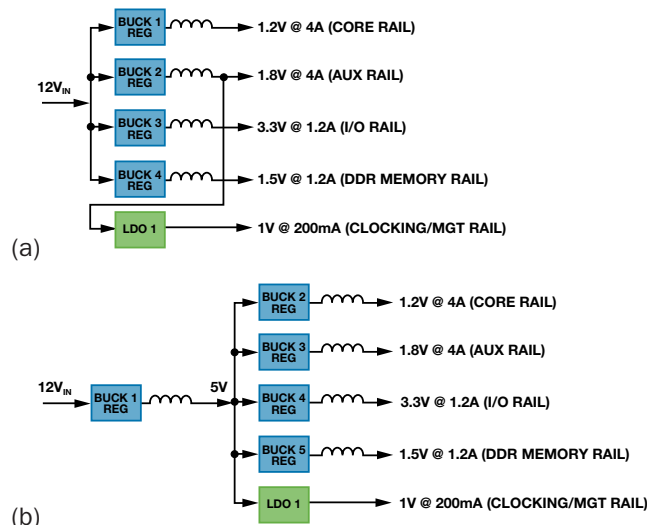 BUCK 1
REG
1.2V @ 4A (CORE RAIL)
BUCK 2
REG
1.8V @ 4A (AUX RAIL)
12VIN
BUCK 3
REG
3.3V @ 1.2A (I/O RAIL)
BUCK 4
REG
1.5V @ 1.2A (DDR MEMORY RAIL)
LDO 1
1V @ 200mA (CLOCKING/MGT RAIL)
(a)
BUCK 2
REG
1.2V @ 4A (CORE RAIL)
BUCK 3
REG
1.8V @ 4A (AUX RAIL)
12VIN
BUCK 1
REG
5V
BUCK 4
REG
3.3V @ 1.2A (I/O RAIL)
BUCK 5
REG
1.5V @ 1.2A (DDR MEMORY RAIL)
LDO 1
1V @ 200mA (CLOCKING/MGT RAIL)
(b)